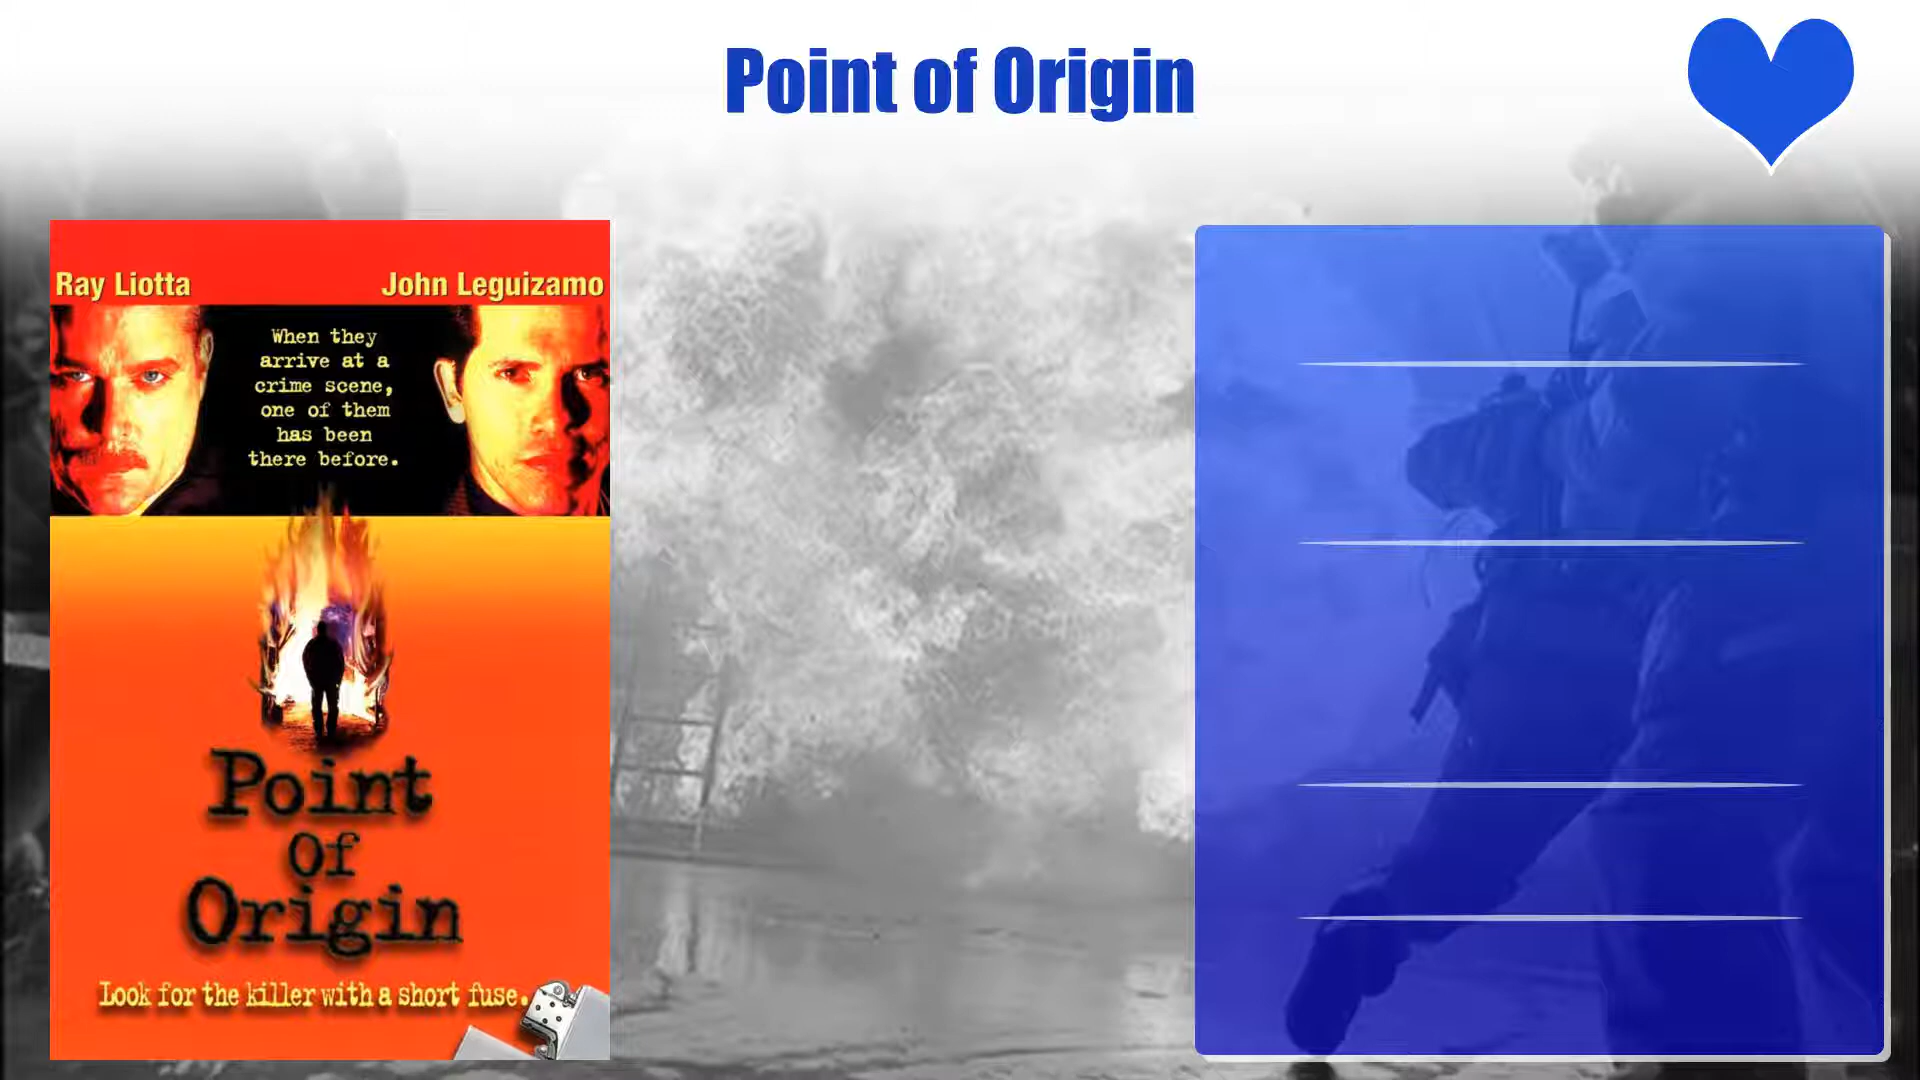 Point of Origin
Ray Liotta
John Leguizamo
When they
arrive at a
crime scene,
one of them
has been
there before.
Point
Of
Origin
Look for the killer with a short fuse.